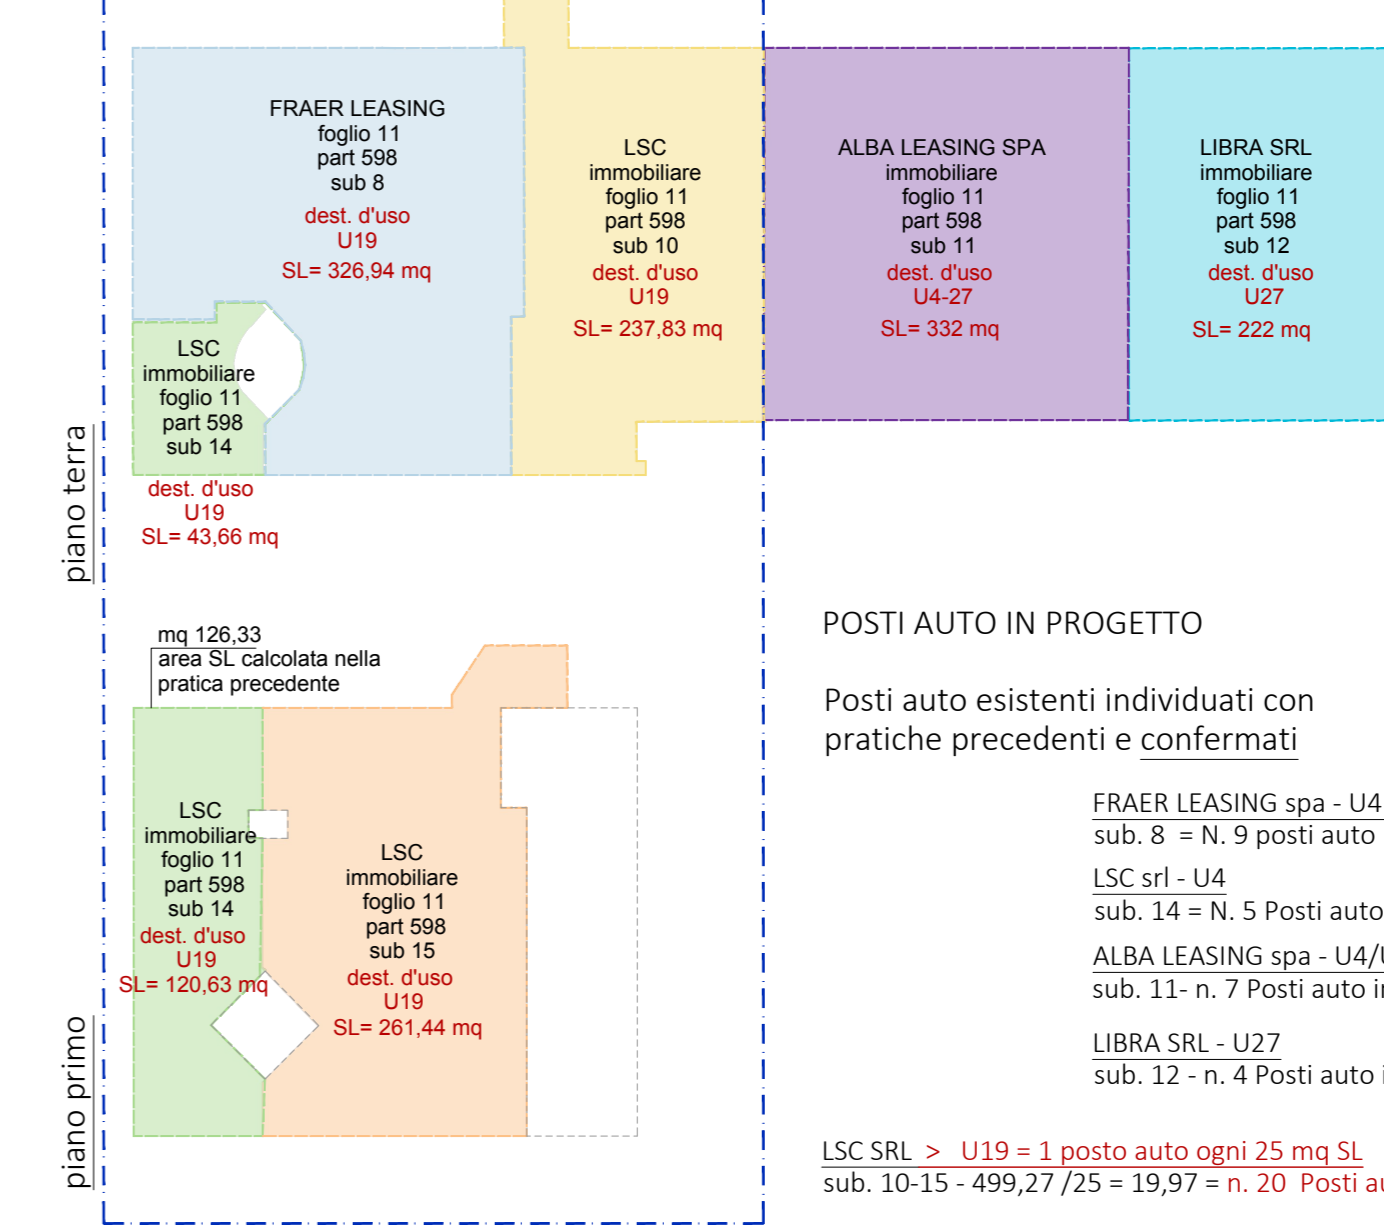 FRAER LEASING
foglio 11
part 598
sub 8
dest. d'uso
U19
SL= 326,94 mq
LSC
immobiliare
foglio 11
part 598
sub 10
dest. d'uso
U19
SL= 237,83 mq
ALBA LEASING SPA
immobiliare
foglio 11
part 598
sub 11
dest. d'uso
U4-27
SL= 332 mq
LIBRA SRL
immobiliare
foglio 11
part 598
sub 12
dest. d'uso
U27
SL= 222 mq
LSC
immobiliare
foglio 11
part 598
sub 14
dest. d'uso
U19
SL= 43,66 mq
piano terra
mq 126,33
area SL calcolata nella
pratica precedente
LSC
immobiliare
foglio 11
part 598
sub 14
dest. d'uso
U19
SL= 120,63 mq
LSC
immobiliare
foglio 11
part 598
sub 15
dest. d'uso
U19
SL= 261,44 mq
piano primo
POSTI AUTO IN PROGETTO
Posti auto esistenti individuati con
pratiche precedenti e confermati
FRAER LEASING spa - U4
sub. 8 = N. 9 posti auto
LSC srl - U4
sub. 14 = N. 5 Posti auto
ALBA LEASING spa - U4/
sub. 11- n. 7 Posti auto
LIBRA SRL - U27
sub. 12 - n. 4 Posti auto
LSC SRL > U19 = 1 posto auto ogni 25 mq SL
sub. 10-15 - 499,27 /25 = 19,97 = n. 20 Posti